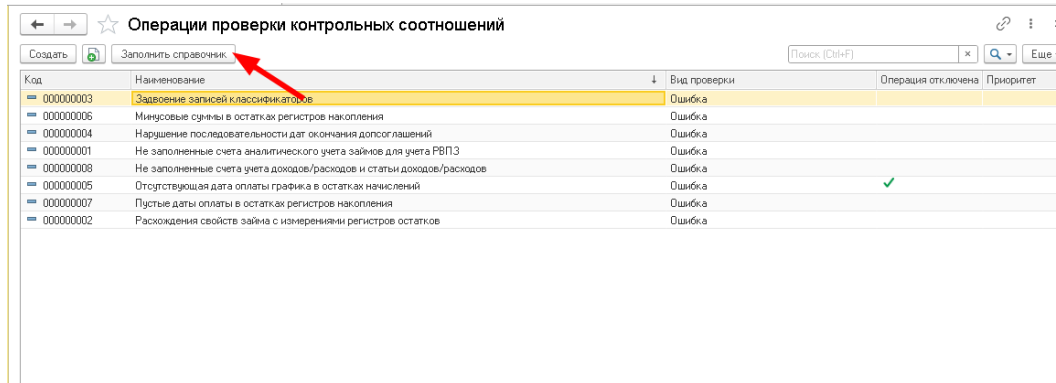 Операции проверки контрольных соотношений
Создать Заполнить справочник Поиск (Ctrl+F) × Еще
Код Наименование ↓ Вид проверки Операция отключена Приоритет
000000003 Задвоение записей классификаторов Ошибка
000000006 Минусовые суммы в остатках регистров накопления Ошибка
000000004 Нарушение последовательности дат окончания допсоглашений Ошибка
000000001 Не заполненные счета аналитического учета займов для учета РВПЗ Ошибка
000000008 Не заполненные счета учета доходов/расходов и статьи доходов/расходов Ошибка
000000005 Отсутствующая дата оплаты графика в остатках начислений Ошибка
000000007 Пустые даты оплаты в остатках регистров накопления Ошибка
000000002 Расхождения свойств займа с измерениями регистров остатков Ошибка